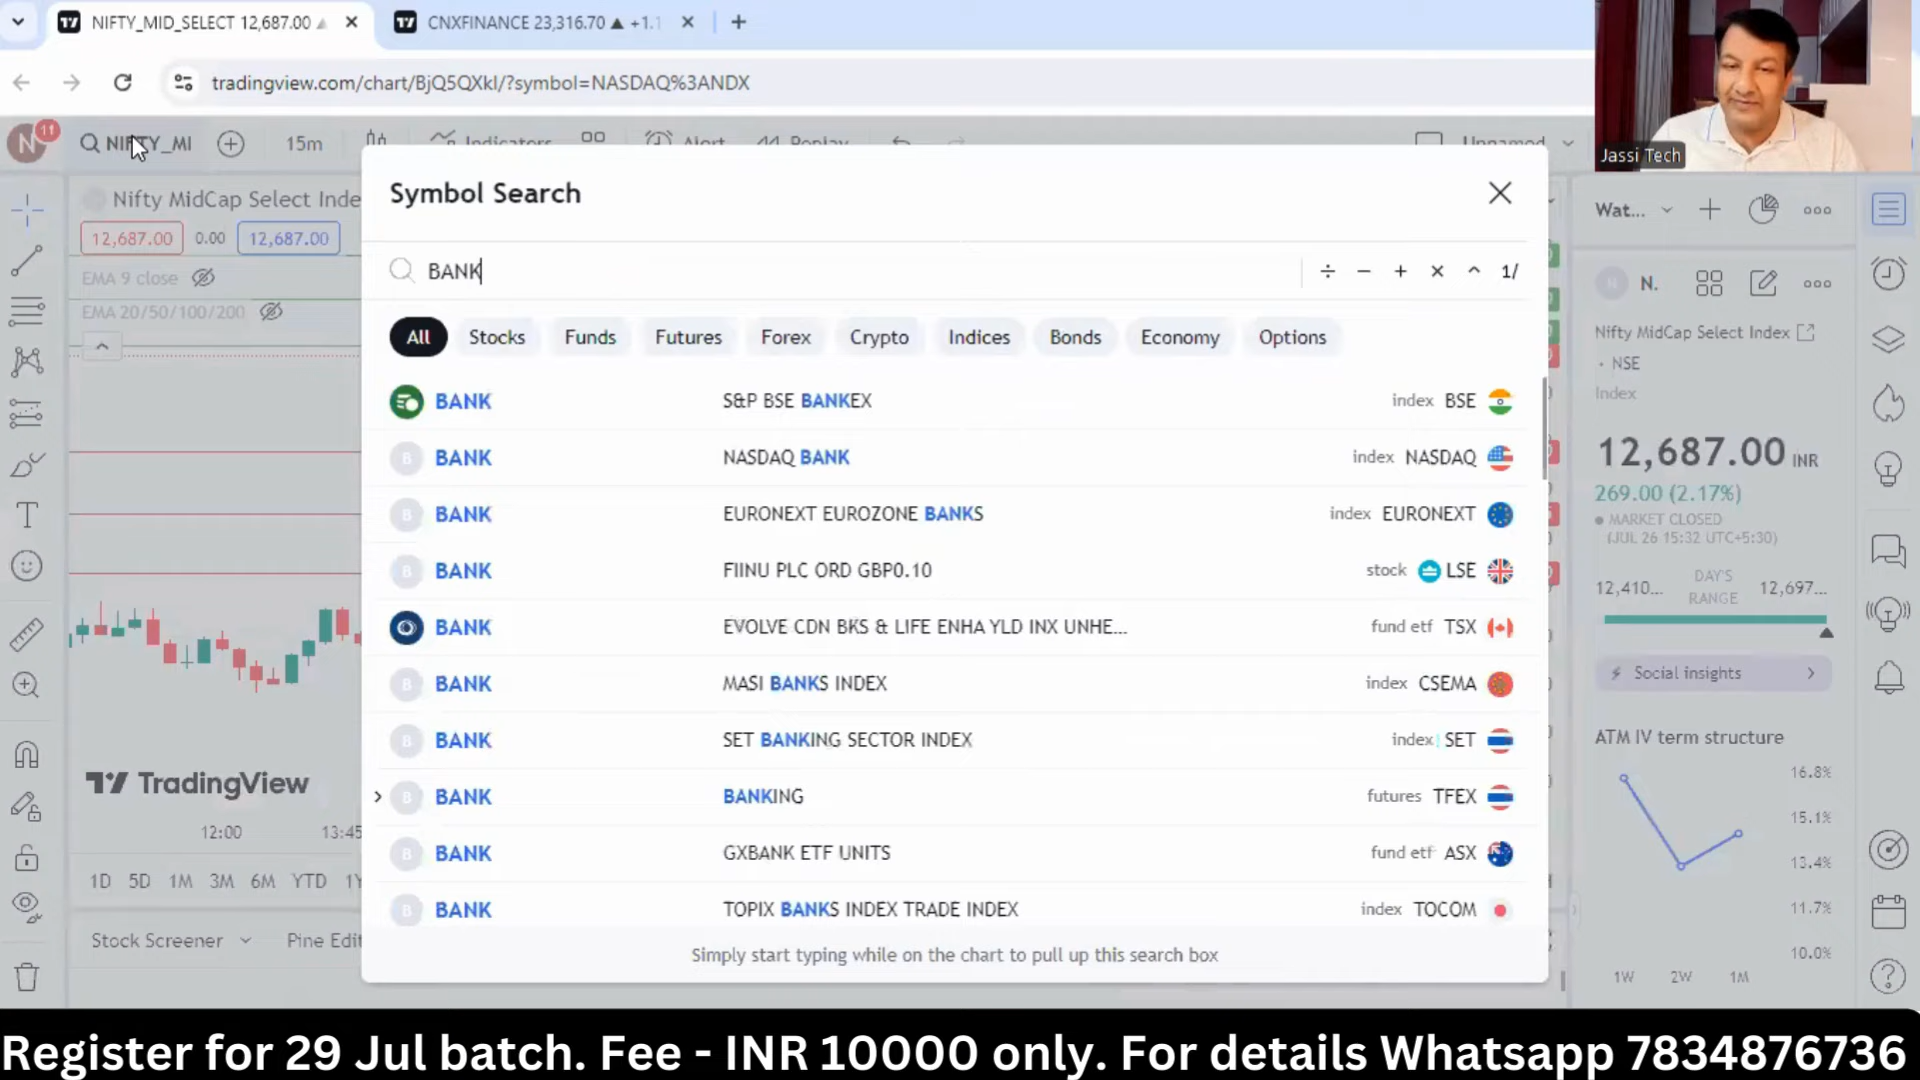 NIFTY_MID_SELECT 12,687.00
CNXFINANCE 23,316.70 ▲ +1.1
tradingview.com/chart/BjQ5QXkI/?symbol=NASDAQ%3ANDX
Jassi Tech
N
11
NIFTY_MI
15m
Indicators
Alert
Replay
Unnamed
Nifty MidCap Select Inde
12,687.00
0.00
12,687.00
EMA 9 close
EMA 20/50/100/200
TradingView
12:00
13:45
1D 5D 1M 3M 6M YTD 1Y
Stock Screener
Pine Edit
Symbol Search
BANK
÷ − + × ^ 1/
All Stocks Funds Futures Forex Crypto Indices Bonds Economy Options
BANK S&P BSE BANKEX index BSE
B BANK NASDAQ BANK index NASDAQ
B BANK EURONEXT EUROZONE BANKS index EURONEXT
B BANK FIINU PLC ORD GBP0.10 stock LSE
BANK EVOLVE CDN BKS & LIFE ENHA YLD INX UNHE... fund etf TSX
B BANK MASI BANKS INDEX index CSEMA
B BANK SET BANKING SECTOR INDEX index SET
B BANK BANKING futures TFEX
B BANK GXBANK ETF UNITS fund etf ASX
B BANK TOPIX BANKS INDEX TRADE INDEX index TOCOM
Simply start typing while on the chart to pull up this search box
Wat...
N.
Nifty MidCap Select Index
• NSE
Index
12,687.00 INR
269.00 (2.17%)
MARKET CLOSED
(JUL 26 15:32 UTC+5:30)
12,410... DAY'S RANGE 12,697...
Social insights
ATM IV term structure
16.8%
15.1%
13.4%
11.7%
10.0%
1W 2W 1M
Register for 29 Jul batch. Fee - INR 10000 only. For details Whatsapp 7834876736